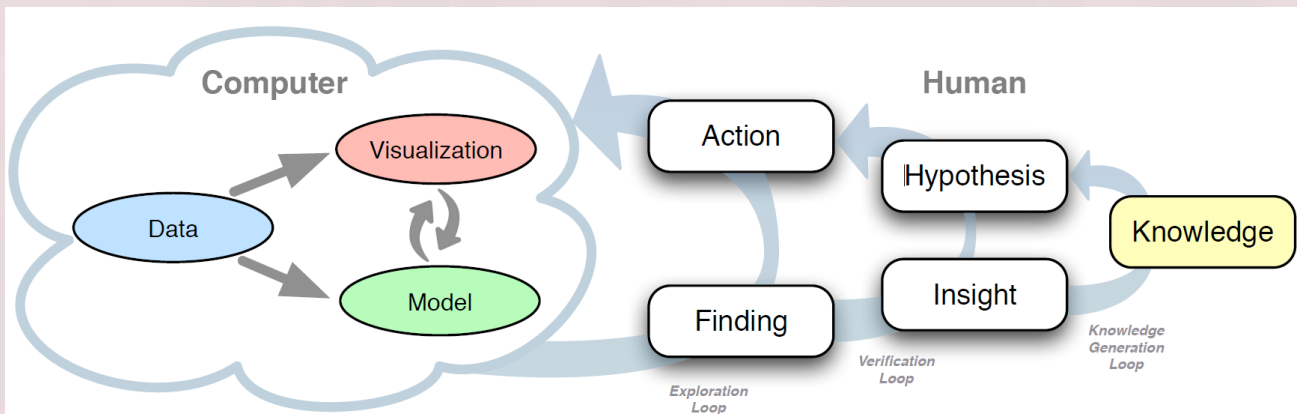 Computer
Human
Visualization
Data
Model
Action
Hypothesis
Knowledge
Finding
Insight
Exploration
Loop
Verification
Loop
Knowledge
Generation
Loop